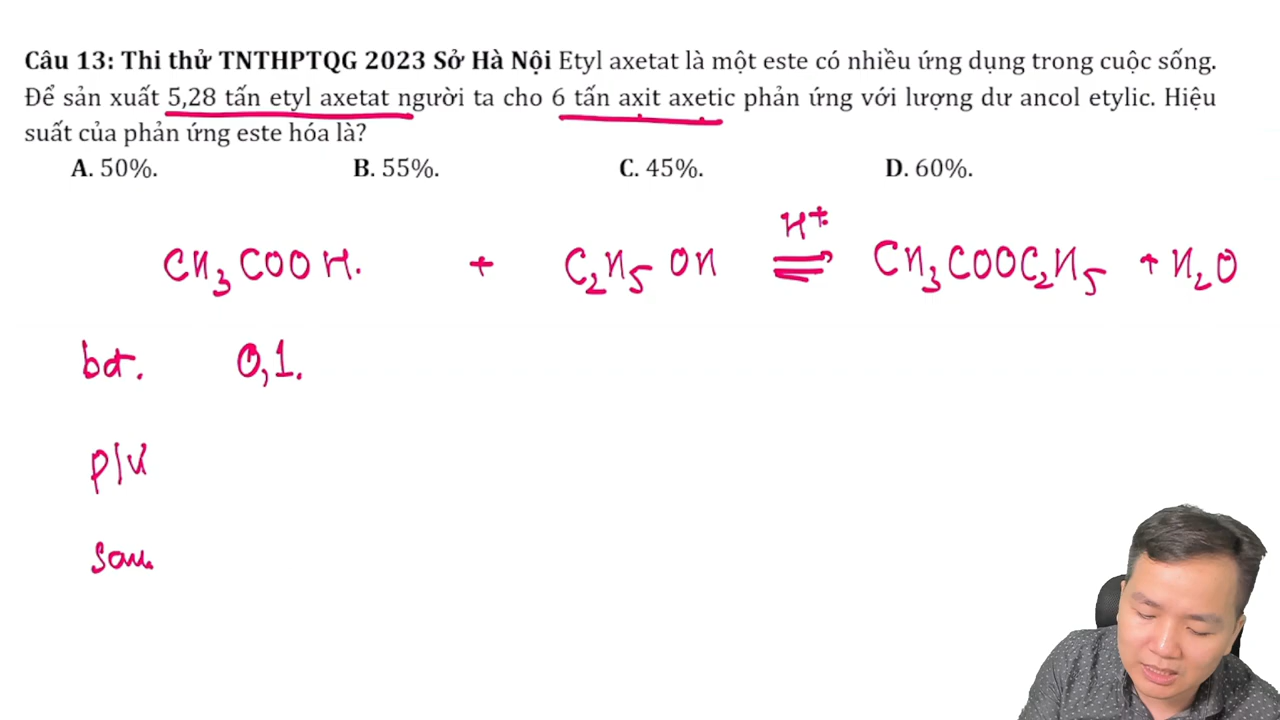 Câu 13: Thi thử TNTHPTQG 2023 Sở Hà Nội Etyl axetat là một este có nhiều ứng dụng trong cuộc sống.
Để sản xuất 5,28 tấn etyl axetat người ta cho 6 tấn axit axetic phản ứng với lượng dư ancol etylic. Hiệu
suất của phản ứng este hóa là?
A. 50%. B. 55%. C. 45%. D. 60%.
H+
CH3COOH. + C2H5OH ⇌ CH3COOC2H5 + H2O
bđ. 0,1.
p/ư
sau.